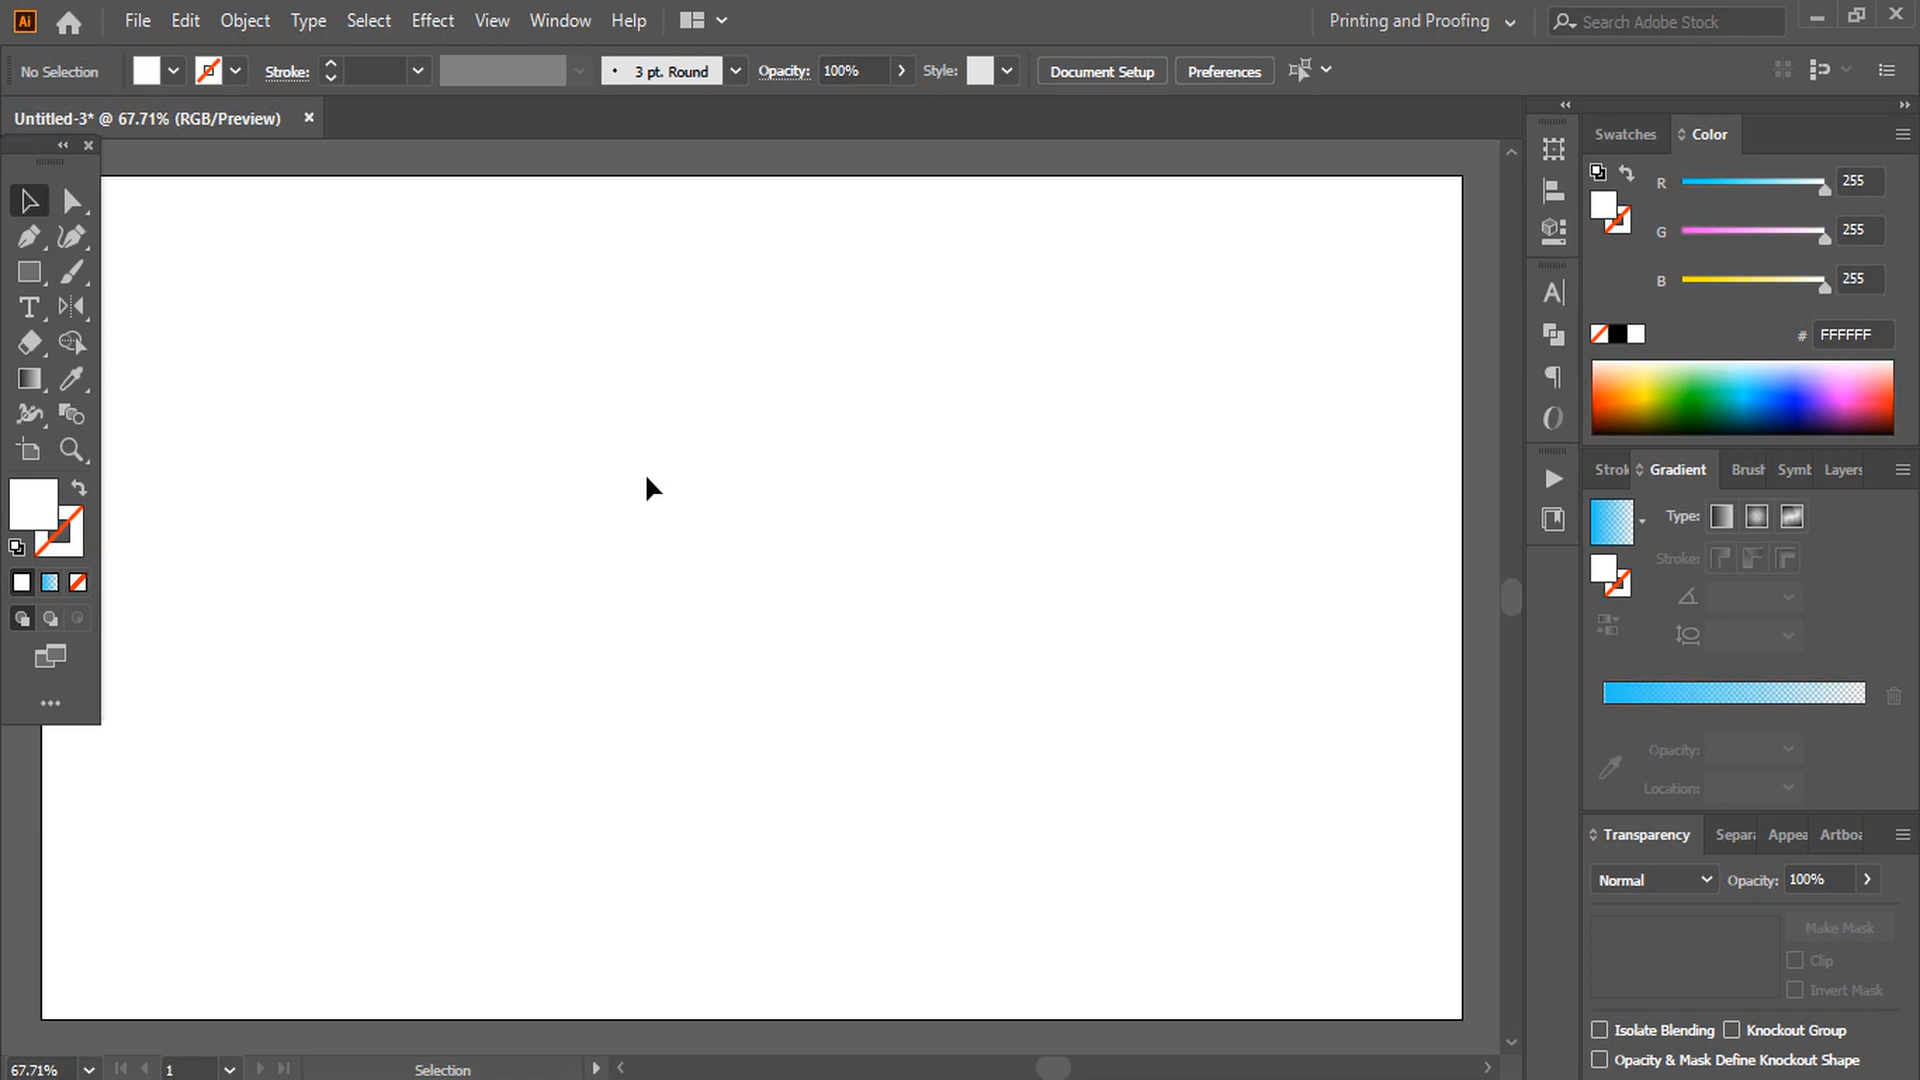 Ai File Edit Object Type Select Effect View Window Help Printing and Proofing Search Adobe Stock
No Selection Stroke: 3 pt. Round Opacity: 100% Style: Document Setup Preferences
Untitled-3* @ 67.71% (RGB/Preview)
Swatches Color
R 255
G 255
B 255
# FFFFFF
Strok Gradient Brush Symb Layers
Type:
Stroke:
Opacity:
Location:
Transparency Separa Appea Artboa
Normal Opacity: 100%
Make Mask
Clip
Invert Mask
Isolate Blending Knockout Group
Opacity & Mask Define Knockout Shape
67.71% 1 Selection